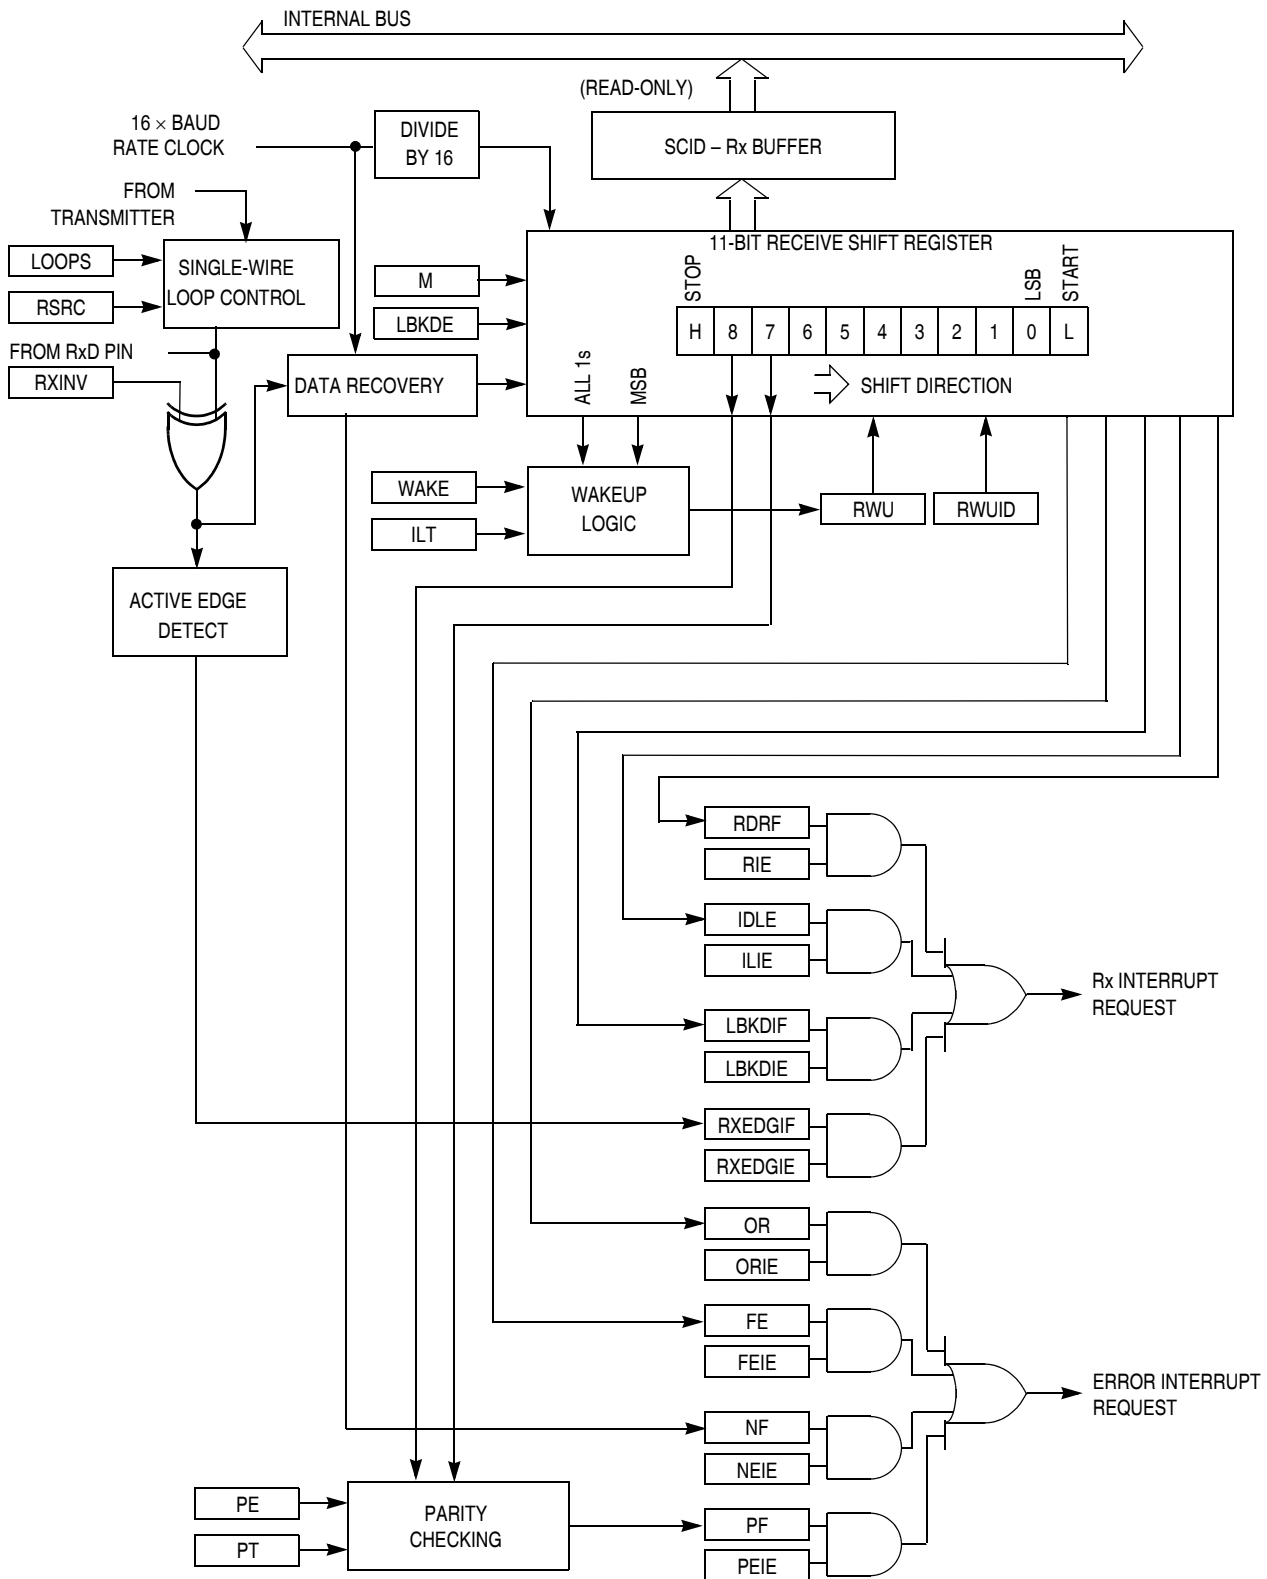 INTERNAL BUS
(READ-ONLY)
16 × BAUD
RATE CLOCK
DIVIDE
BY 16
SCID – Rx BUFFER
FROM
TRANSMITTER
11-BIT RECEIVE SHIFT REGISTER
LOOPS
SINGLE-WIRE
LOOP CONTROL
RSRC
M
LBKDE
STOP
LSB
START
H 8 7 6 5 4 3 2 1 0 L
FROM RxD PIN
RXINV
DATA RECOVERY
ALL 1s
MSB
SHIFT DIRECTION
WAKE
ILT
WAKEUP
LOGIC
RWU
RWUID
ACTIVE EDGE
DETECT
RDRF
RIE
IDLE
ILIE
Rx INTERRUPT
REQUEST
LBKDIF
LBKDIE
RXEDGIF
RXEDGIE
OR
ORIE
FE
FEIE
ERROR INTERRUPT
REQUEST
NF
NEIE
PE
PT
PARITY
CHECKING
PF
PEIE